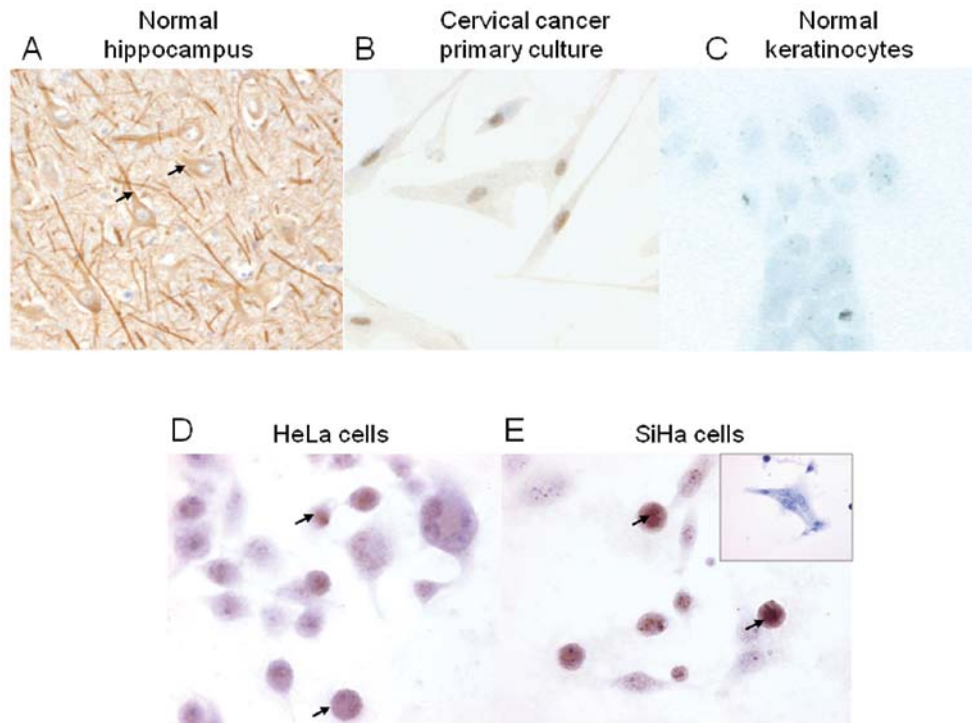 A
Normal
hippocampus
B
Cervical cancer
primary culture
C
Normal
keratinocytes
D
HeLa cells
E
SiHa cells